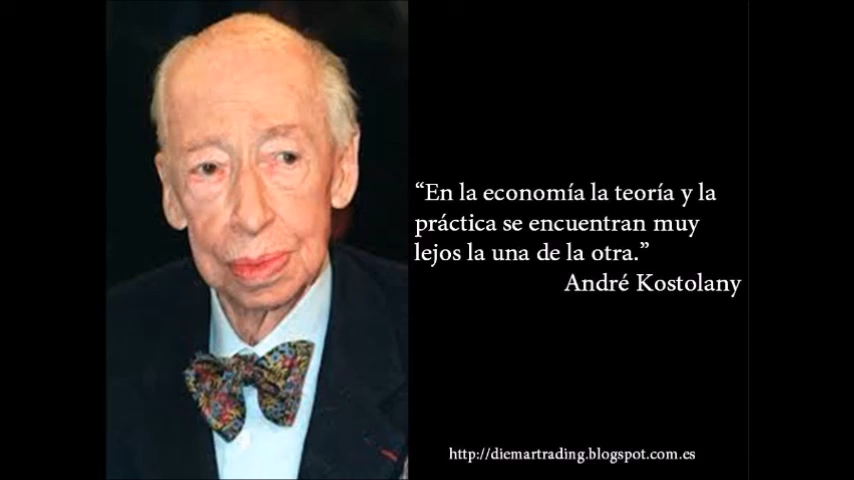 “En la economía la teoría y la
práctica se encuentran muy
lejos la una de la otra.”
André Kostolany
http://diemartrading.blogspot.com.es